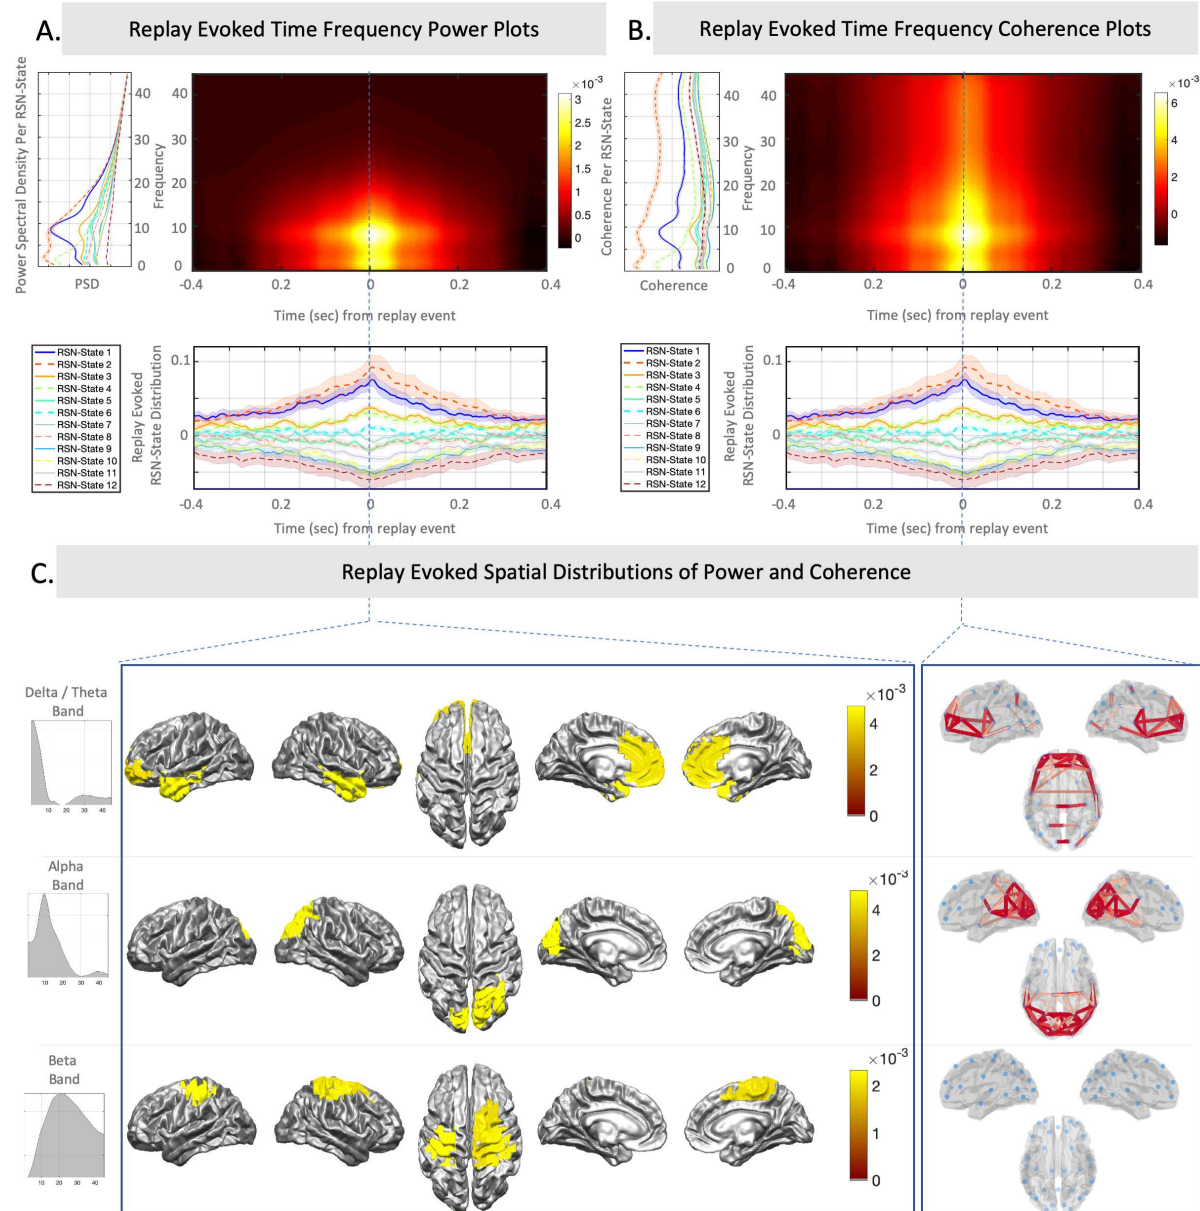 A. Replay Evoked Time Frequency Power Plots
B. Replay Evoked Time Frequency Coherence Plots
Power Spectral Density Per RSN-State
40
30
20
10
0
PSD
Frequency
40
30
20
10
0
-0.4
-0.2
0
0.2
0.4
Time (sec) from replay event
×10⁻³
3
2.5
2
1.5
1
0.5
0
Coherence Per RSN-State
40
30
20
10
0
Coherence
Frequency
40
30
20
10
0
-0.4
-0.2
0
0.2
0.4
Time (sec) from replay event
×10⁻³
6
4
2
0
RSN-State 1
RSN-State 2
RSN-State 3
RSN-State 4
RSN-State 5
RSN-State 6
RSN-State 7
RSN-State 8
RSN-State 9
RSN-State 10
RSN-State 11
RSN-State 12
Replay Evoked
RSN-State Distribution
0.1
0
-0.4
-0.2
0
0.2
0.4
Time (sec) from replay event
RSN-State 1
RSN-State 2
RSN-State 3
RSN-State 4
RSN-State 5
RSN-State 6
RSN-State 7
RSN-State 8
RSN-State 9
RSN-State 10
RSN-State 11
RSN-State 12
Replay Evoked
RSN-State Distribution
0.1
0
-0.4
-0.2
0
0.2
0.4
Time (sec) from replay event
C. Replay Evoked Spatial Distributions of Power and Coherence
Delta / Theta
Band
10 20 30 40
×10⁻³
4
2
0
Alpha
Band
10 20 30 40
×10⁻³
4
2
0
Beta
Band
10 20 30 40
×10⁻³
2
1
0